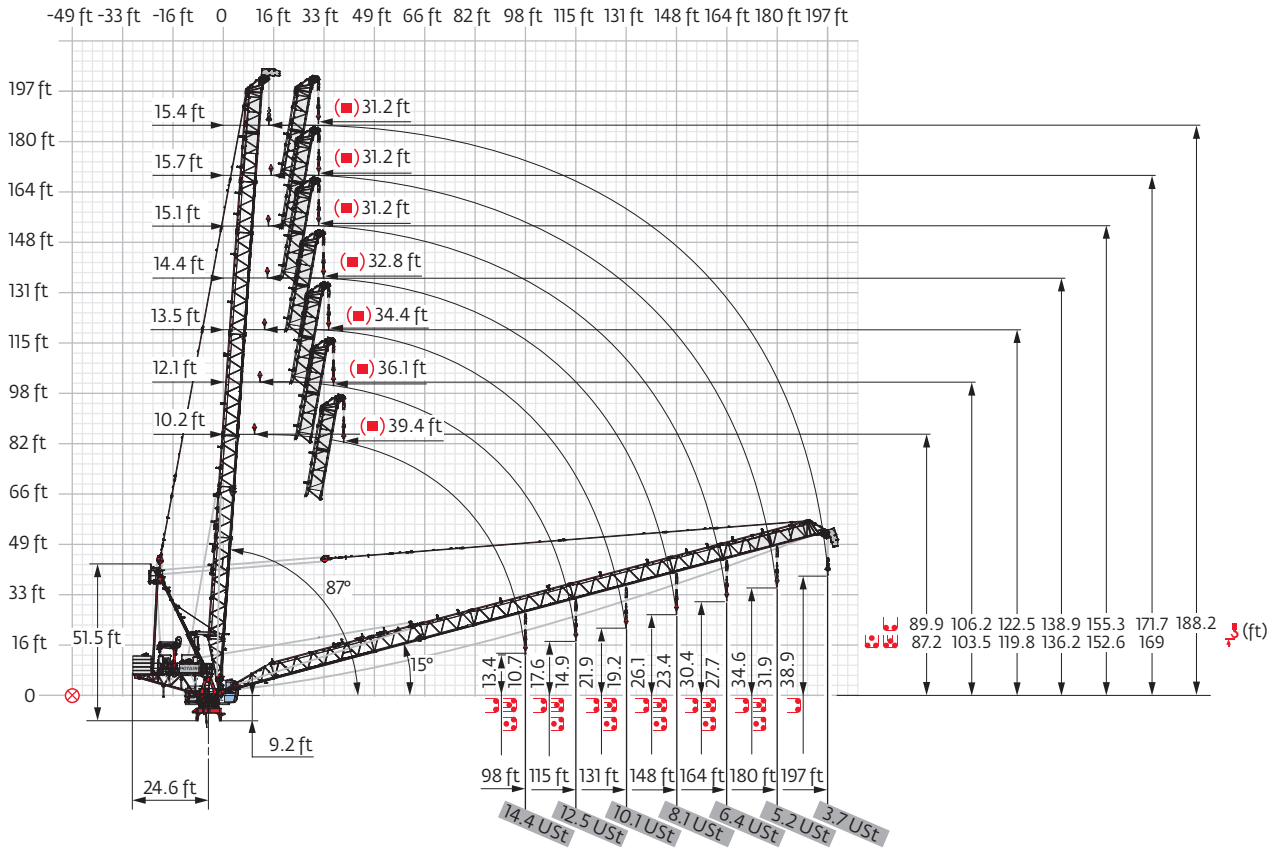 -49 ft -33 ft -16 ft 0 16 ft 33 ft 49 ft 66 ft 82 ft 98 ft 115 ft 131 ft 148 ft 164 ft 180 ft 197 ft
197 ft
15.4 ft
31.2 ft
180 ft
15.7 ft
31.2 ft
164 ft
15.1 ft
31.2 ft
148 ft
14.4 ft
32.8 ft
131 ft
13.5 ft
34.4 ft
115 ft
12.1 ft
36.1 ft
98 ft
10.2 ft
39.4 ft
82 ft
66 ft
49 ft
87°
33 ft
51.5 ft
89.9 106.2 122.5 138.9 155.3 171.7 188.2
(ft)
87.2 103.5 119.8 136.2 152.6 169
16 ft
15°
13.4 10.7 17.6 14.9 21.9 19.2 26.1 23.4 30.4 27.7 34.6 31.9 38.9
0
9.2 ft
24.6 ft
98 ft 115 ft 131 ft 148 ft 164 ft 180 ft 197 ft
14.4 USt 12.5 USt 10.1 USt 8.1 USt 6.4 USt 5.2 USt 3.7 USt